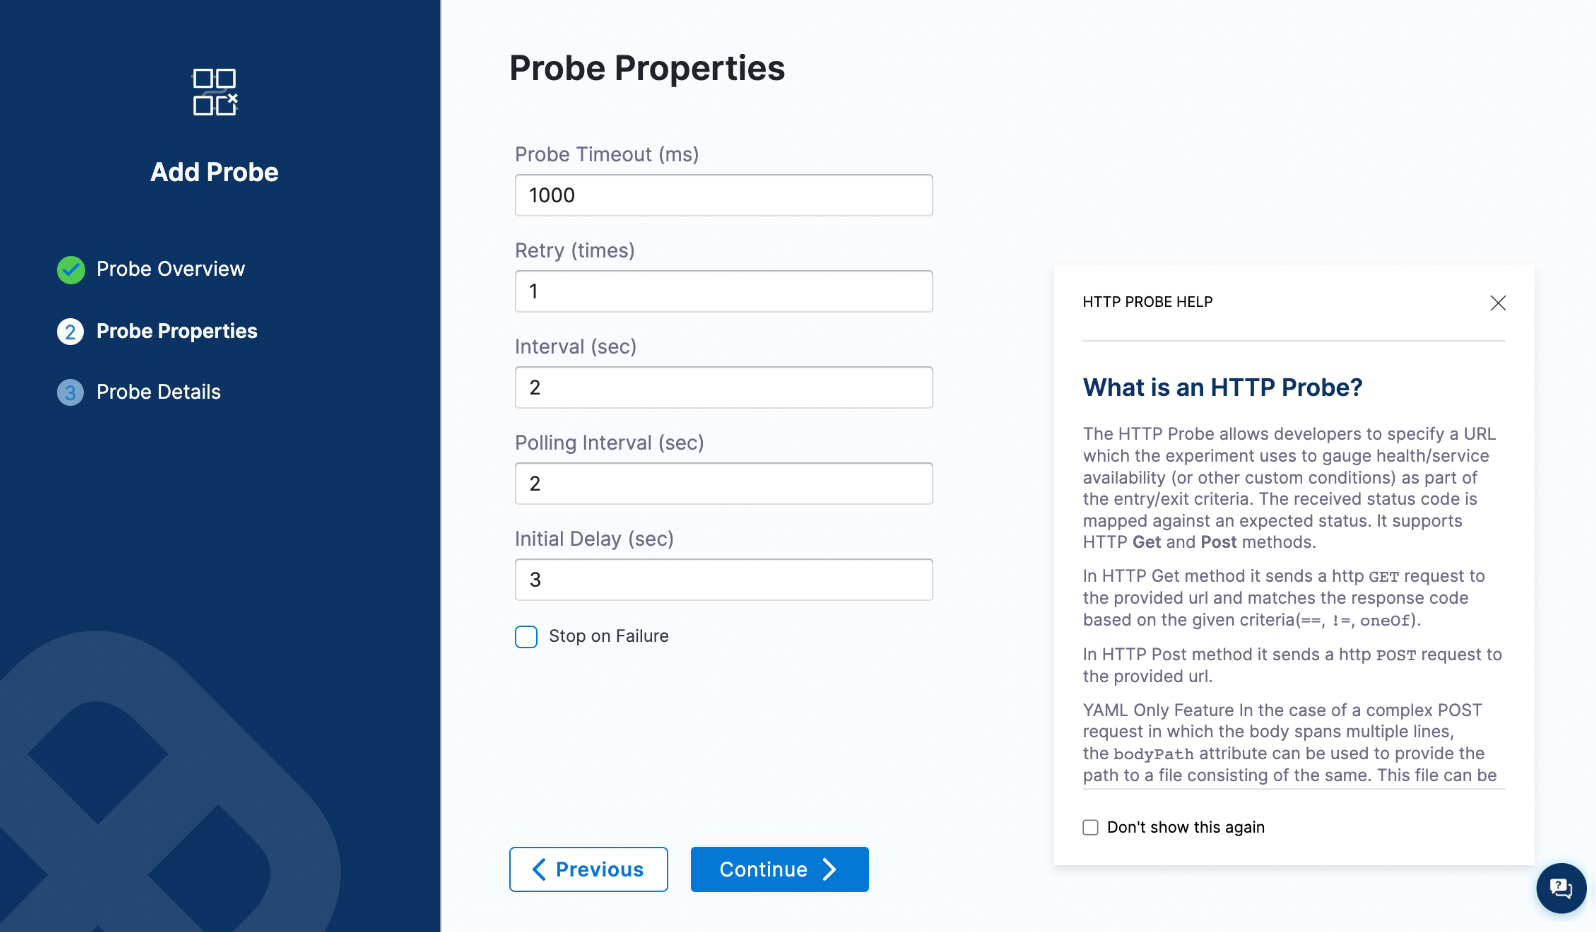 Add Probe
Probe Overview
2 Probe Properties
3 Probe Details
Probe Properties
Probe Timeout (ms)
1000
Retry (times)
1
Interval (sec)
2
Polling Interval (sec)
2
Initial Delay (sec)
3
Stop on Failure
Previous
Continue
HTTP PROBE HELP
What is an HTTP Probe?
The HTTP Probe allows developers to specify a URL
which the experiment uses to gauge health/service
availability (or other custom conditions) as part of
the entry/exit criteria. The received status code is
mapped against an expected status. It supports
HTTP Get and Post methods.
In HTTP Get method it sends a http GET request to
the provided url and matches the response code
based on the given criteria(==, !=, oneOf).
In HTTP Post method it sends a http POST request to
the provided url.
YAML Only Feature In the case of a complex POST
request in which the body spans multiple lines,
the bodyPath attribute can be used to provide the
path to a file consisting of the same. This file can be
Don't show this again